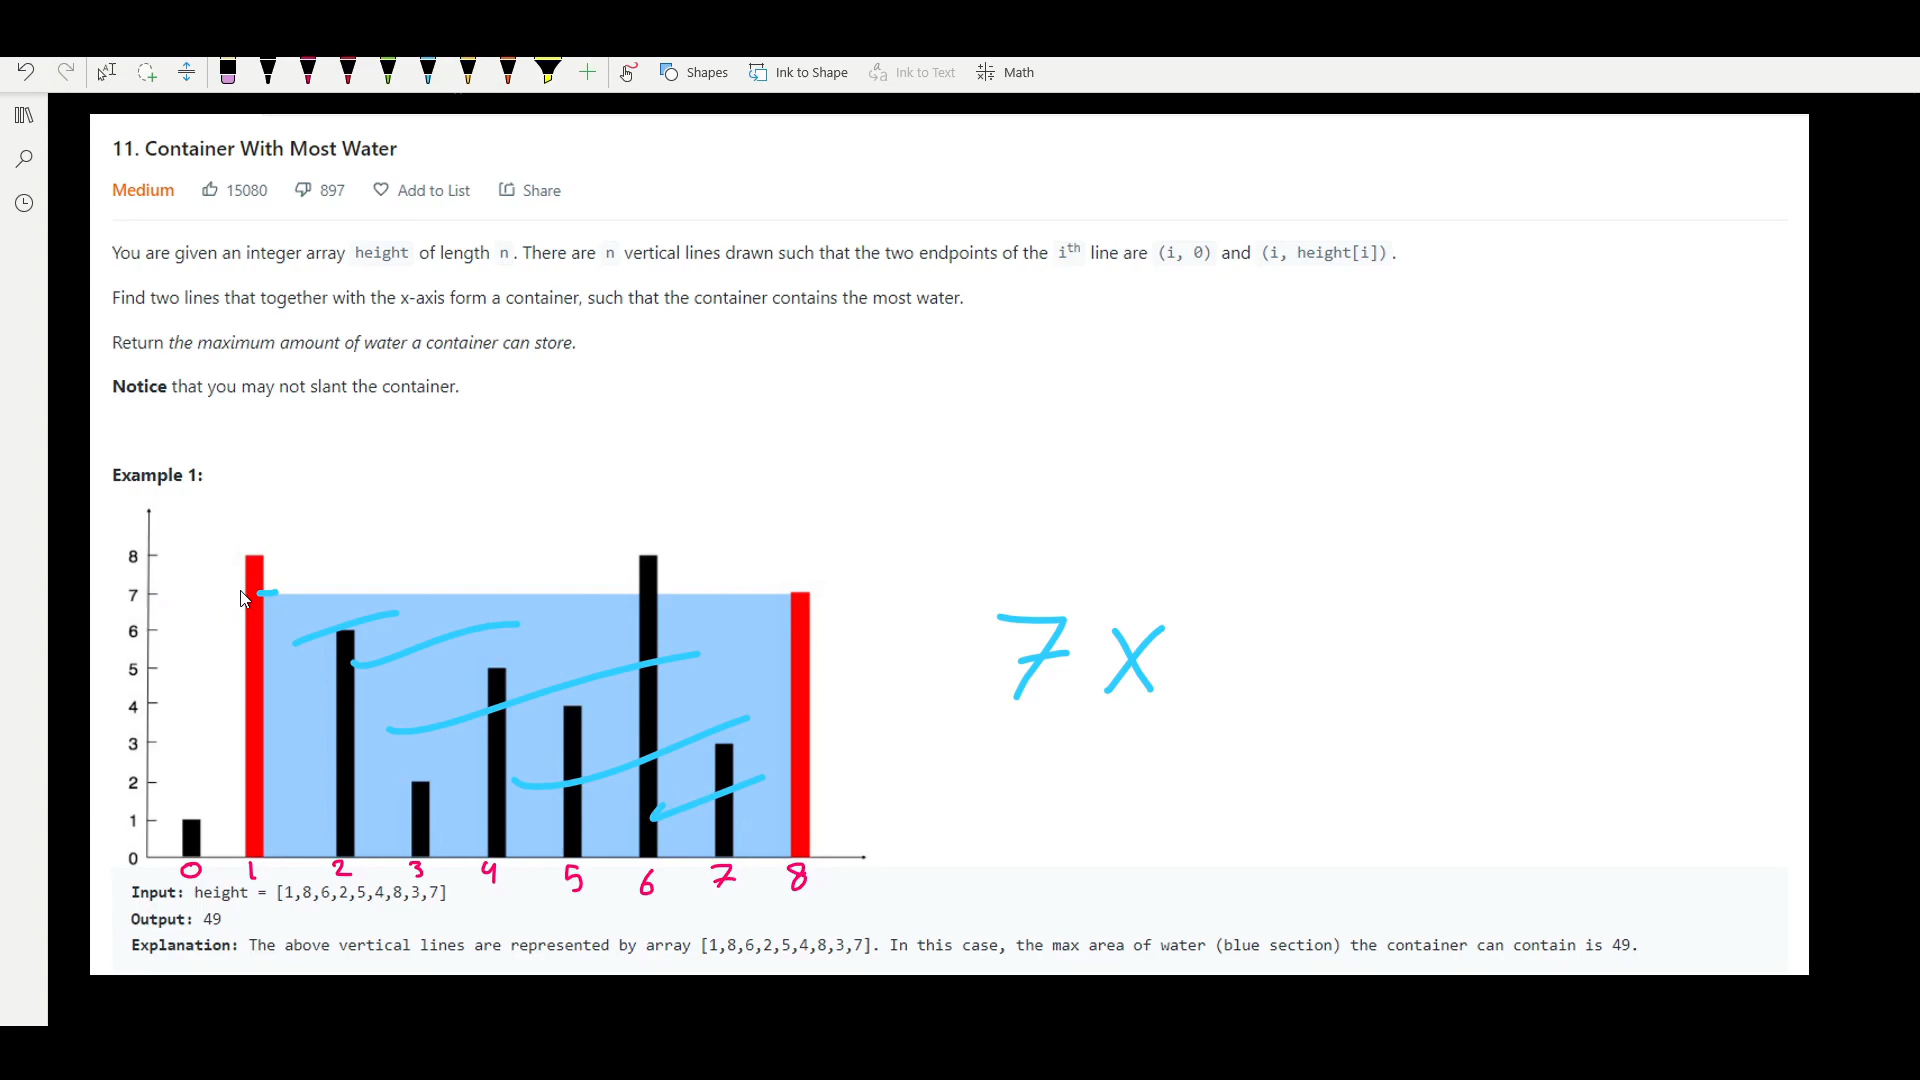 Shapes Ink to Shape Ink to Text Math
11. Container With Most Water
Medium 15080 897 Add to List Share
You are given an integer array height of length n. There are n vertical lines drawn such that the two endpoints of the ith line are (i, 0) and (i, height[i]).
Find two lines that together with the x-axis form a container, such that the container contains the most water.
Return the maximum amount of water a container can store.
Notice that you may not slant the container.
Example 1:
8
7
6
5
4
3
2
1
0
7 X
0 1 2 3 4 5 6 7 8
Input: height = [1,8,6,2,5,4,8,3,7]
Output: 49
Explanation: The above vertical lines are represented by array [1,8,6,2,5,4,8,3,7]. In this case, the max area of water (blue section) the container can contain is 49.